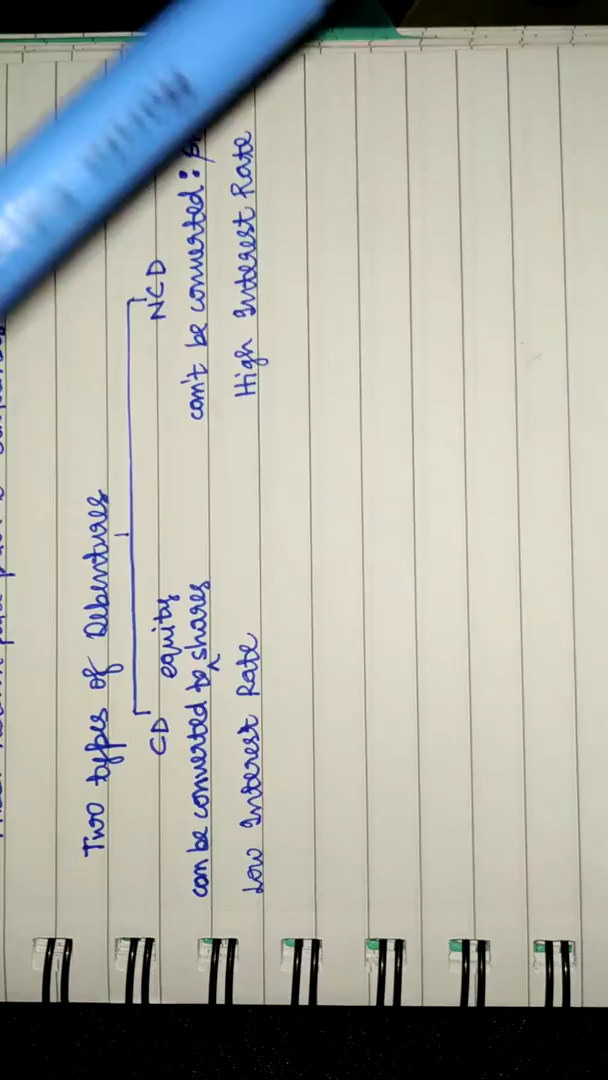 Two types of Debentures
CD NCD
equity
can be converted to ^ shares can't be converted:
Low Interest Rate High Interest Rate